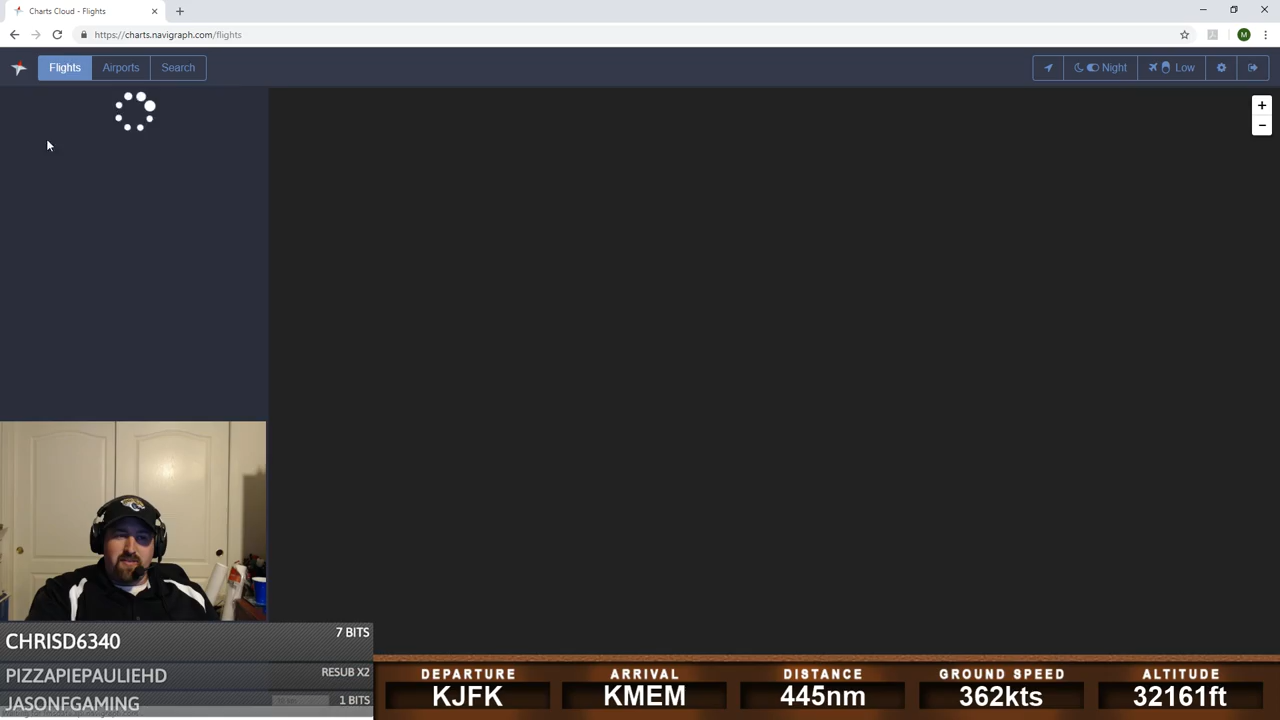 Charts Cloud - Flights
https://charts.navigraph.com/flights
M
Flights Airports Search
Night Low
+
−
CHRISD6340 7 BITS
PIZZAPIEPAULIEHD RESUB X2
JASONFGAMING 1 BITS
DEPARTURE ARRIVAL DISTANCE GROUND SPEED ALTITUDE
KJFK KMEM 445nm 362kts 32161ft